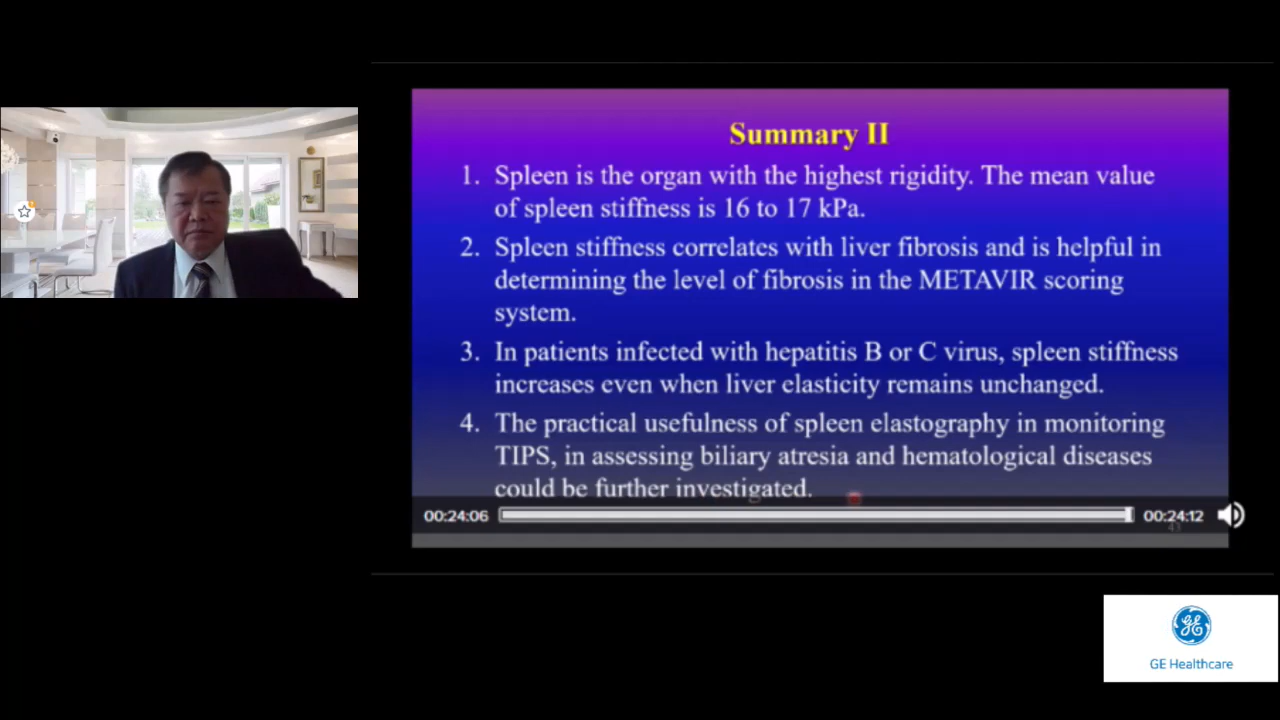 Summary II
1. Spleen is the organ with the highest rigidity. The mean value
of spleen stiffness is 16 to 17 kPa.
2. Spleen stiffness correlates with liver fibrosis and is helpful in
determining the level of fibrosis in the METAVIR scoring
system.
3. In patients infected with hepatitis B or C virus, spleen stiffness
increases even when liver elasticity remains unchanged.
4. The practical usefulness of spleen elastography in monitoring
TIPS, in assessing biliary atresia and hematological diseases
could be further investigated.
00:24:06
00:24:12
GE Healthcare